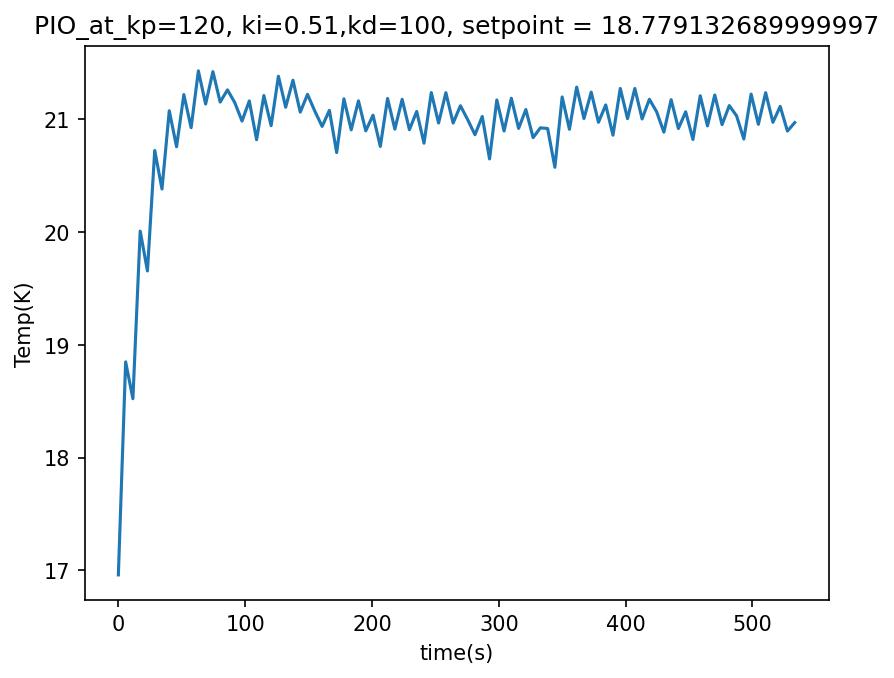 PIO_at_kp=120, ki=0.51,kd=100, setpoint = 18.779132689999997
21
20
19
18
17
Temp(K)
0 100 200 300 400 500
time(s)